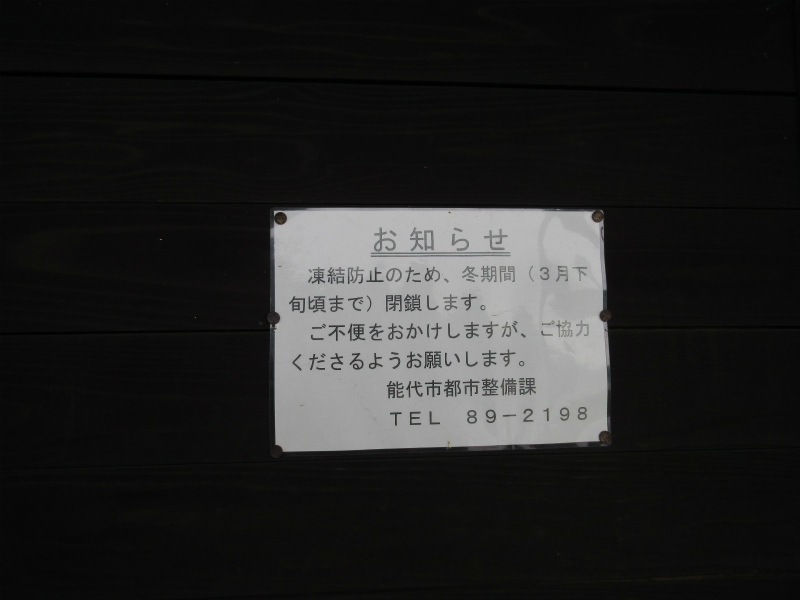 お知らせ
凍結防止のため、冬期間（３月下
旬頃まで）閉鎖します。
ご不便をおかけしますが、ご協力
くださるようお願いします。
能代市都市整備課
ＴＥＬ　８９－２１９８